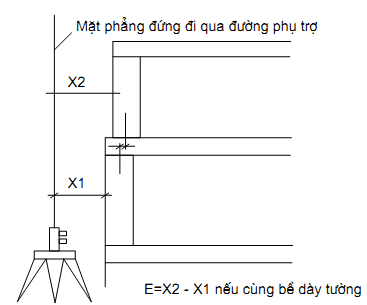 Mặt phẳng đứng đi qua đường phụ trợ
X2
X1
E=X2 - X1 nếu cùng bề dày tường